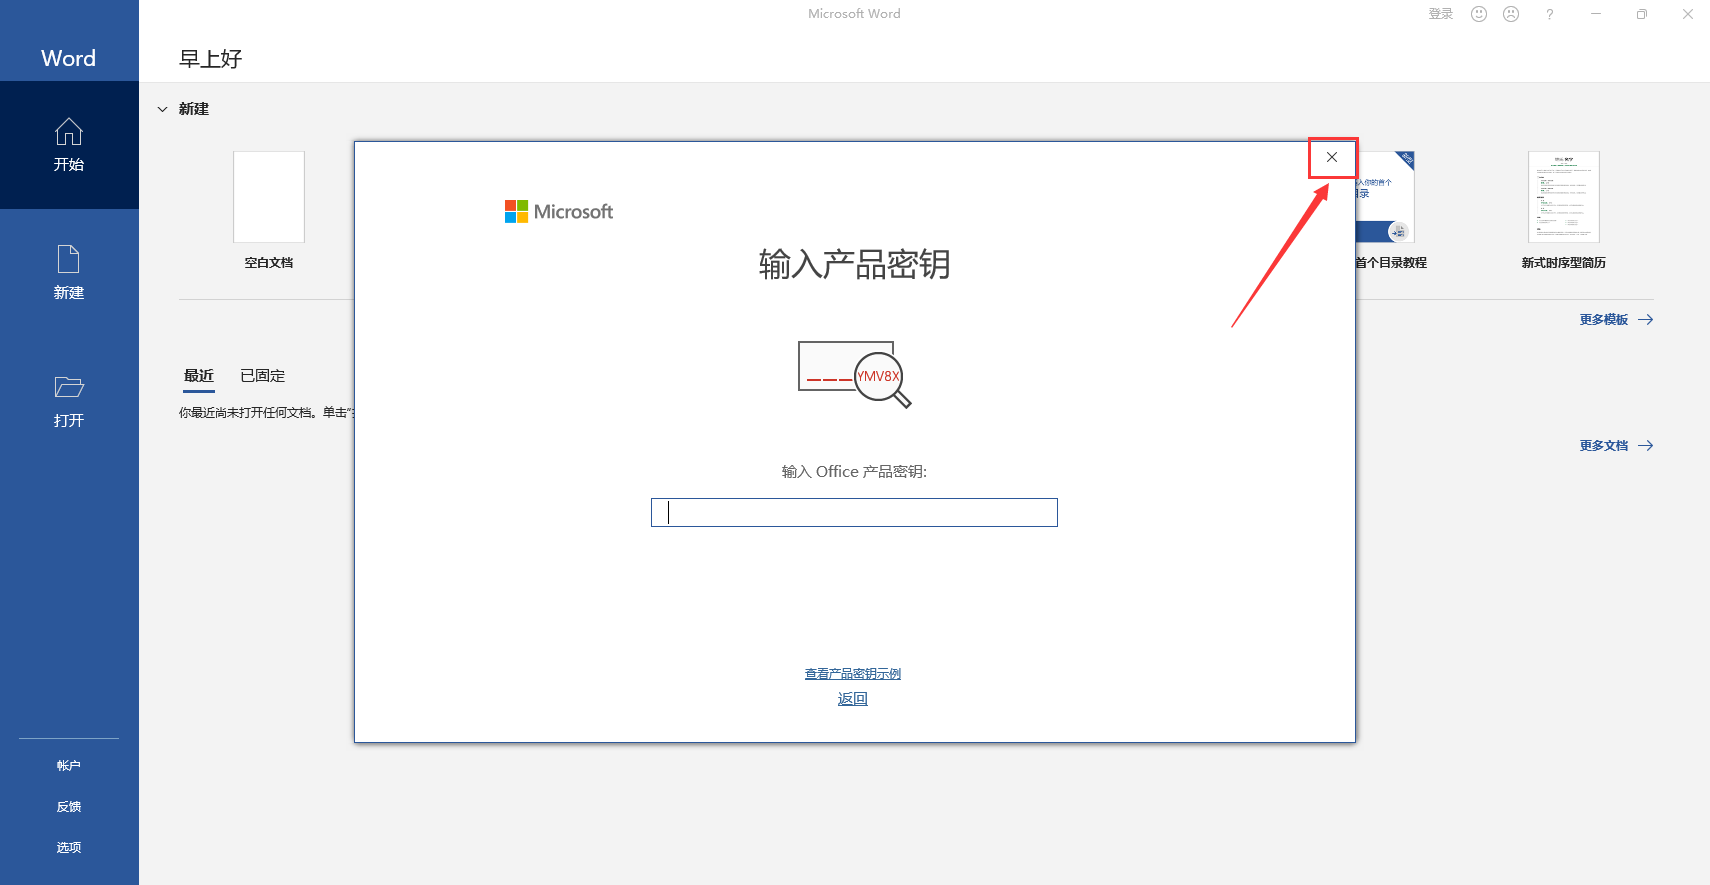 Microsoft Word
登录
?
Word
早上好
新建
开始
新建
打开
帐户
反馈
选项
空白文档
首个目录教程
新式时序型简历
更多模板
最近
已固定
你最近尚未打开任何文档。单击"
更多文档
Microsoft
输入产品密钥
YMV8X
输入 Office 产品密钥:
查看产品密钥示例
返回